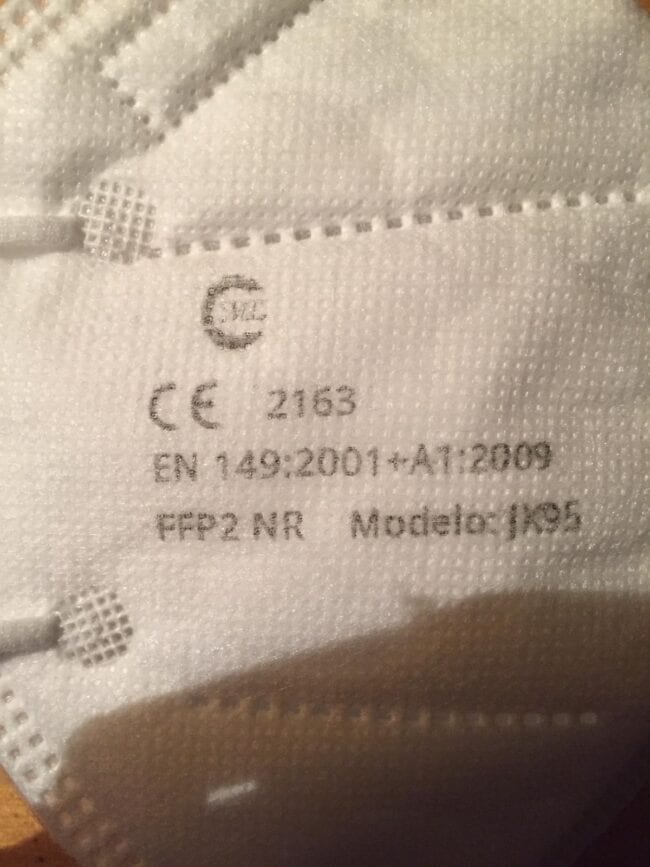 CE 2163
EN 149:2001+A1:2009
FFP2 NR Modelo: JK95